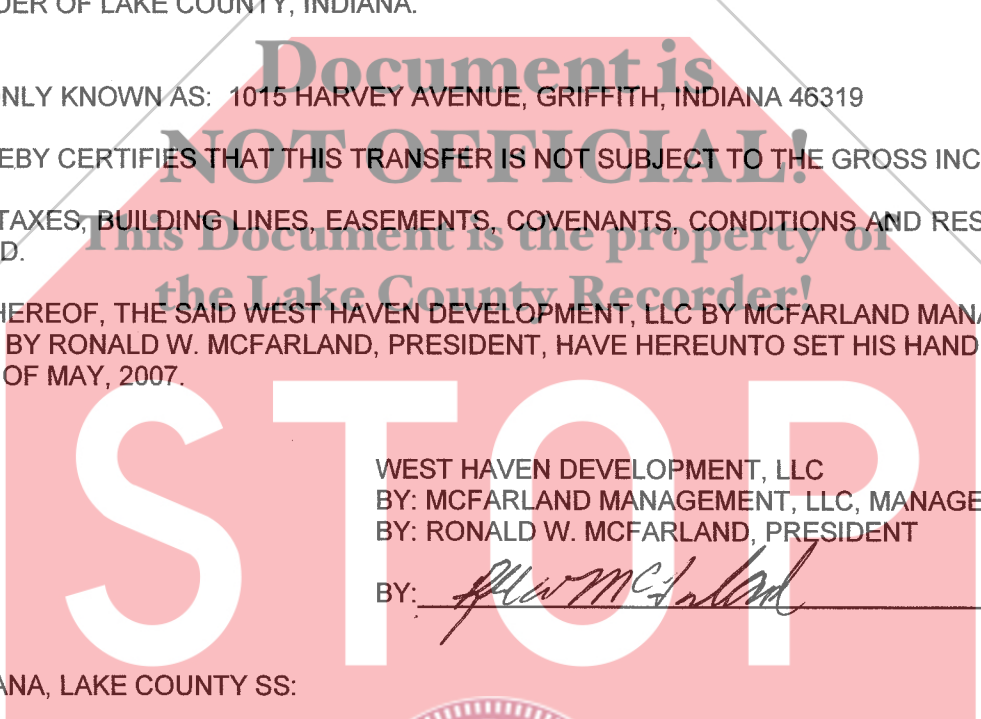 DER OF LAKE COUNTY, INDIANA.
Document is
NLY KNOWN AS: 1015 HARVEY AVENUE, GRIFFITH, INDIANA 46319
NOT OFFICIAL!
EBY CERTIFIES THAT THIS TRANSFER IS NOT SUBJECT TO THE GROSS INC
TAXES, BUILDING LINES, EASEMENTS, COVENANTS, CONDITIONS AND RES
This Document is the property of
D.
the Lake County Recorder!
HEREOF, THE SAID WEST HAVEN DEVELOPMENT, LLC BY MCFARLAND MANA
BY RONALD W. MCFARLAND, PRESIDENT, HAVE HEREUNTO SET HIS HAND
OF MAY, 2007.
STOP
WEST HAVEN DEVELOPMENT, LLC
BY: MCFARLAND MANAGEMENT, LLC, MANAGE
BY: RONALD W. MCFARLAND, PRESIDENT
BY:
ANA, LAKE COUNTY SS: